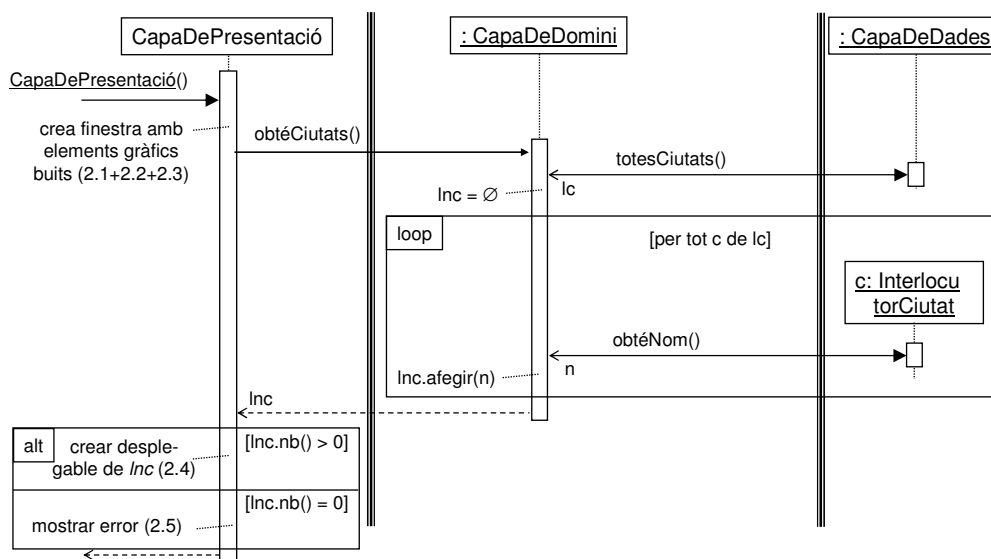 CapaDePresentació
: CapaDeDomini
: CapaDeDades
CapaDePresentació()
crea finestra amb
elements gràfics
buits (2.1+2.2+2.3)
obtéCiutats()
totesCiutats()
lnc = ∅
lc
loop
[per tot c de lc]
c: Interlocu
torCiutat
obtéNom()
lnc.afegir(n)
n
lnc
alt
crear desple-
gable de lnc (2.4)
[lnc.nb() > 0]
[lnc.nb() = 0]
mostrar error (2.5)